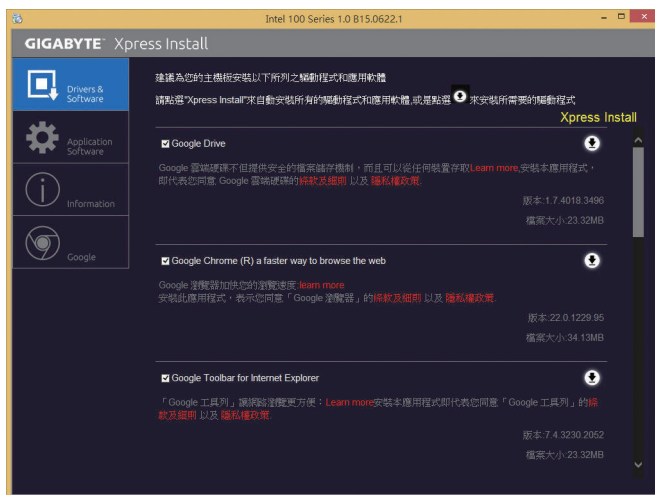 Intel 100 Series 1.0 B15.0622.1
GIGABYTE™ Xpress Install
Drivers &
Software
Application
Software
Information
Google
建議為您的主機板安裝以下所列之驅動程式和應用軟體
請點選"Xpress Install"來自動安裝所有的驅動程式和應用軟體,或是點選 來安裝所需要的驅動程式
Xpress Install
Google Drive
Google 雲端硬碟不但提供安全的檔案儲存機制，而且可以從任何裝置存取Learn more,安裝本應用程式，
即代表您同意 Google 雲端硬碟的條款及細則 以及 隱私權政策.
版本:1.7.4018.3496
檔案大小:23.32MB
Google Chrome (R) a faster way to browse the web
Google 瀏覽器加快您的瀏覽速度:learn more
安裝此應用程式，表示您同意「Google 瀏覽器」的條款及細則 以及 隱私權政策.
版本:22.0.1229.95
檔案大小:34.13MB
Google Toolbar for Internet Explorer
「Google 工具列」讓網路瀏覽更方便：Learn more安裝本應用程式即代表您同意「Google 工具列」的條
款及細則 以及 隱私權政策.
版本:7.4.3230.2052
檔案大小:23.32MB